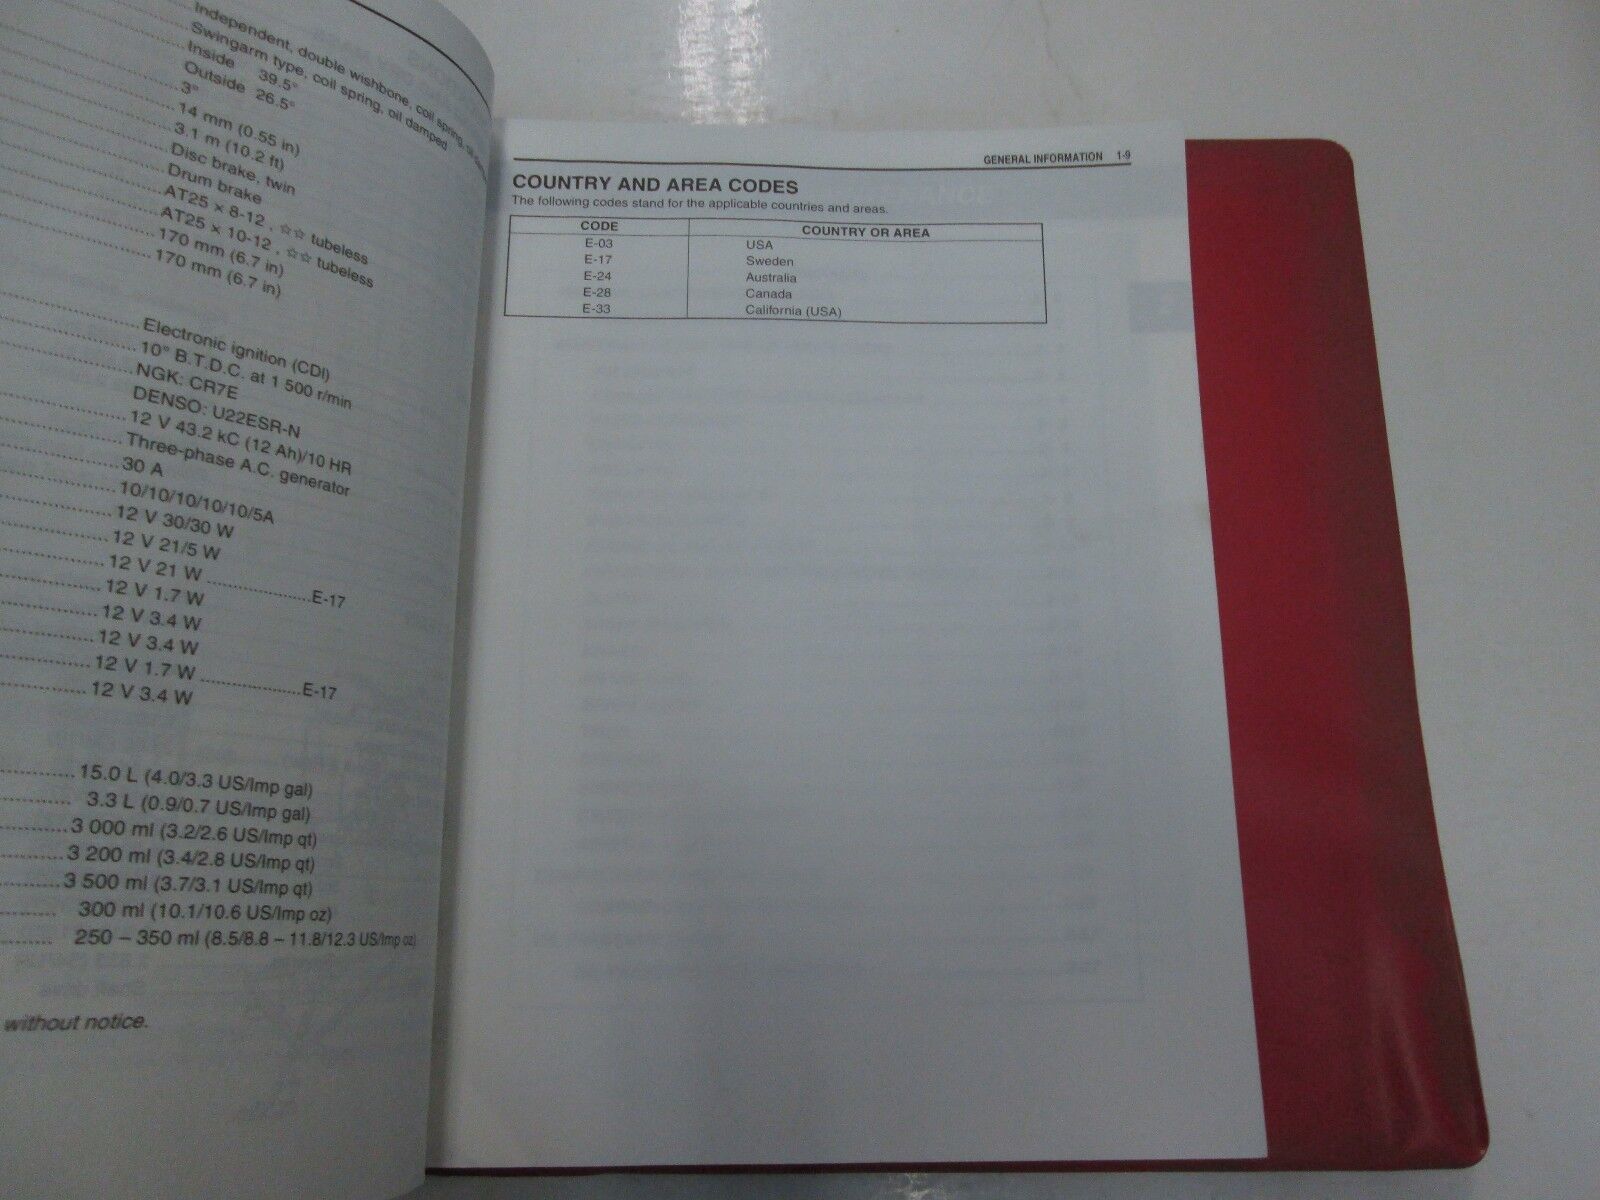 Independent, double wishbone, coil spring, oil
Swingarm type, coil spring, oil damped
Inside 39.5°
Outside 26.5°
3°
14 mm (0.55 in)
3.1 m (10.2 ft)
Disc brake, twin
Drum brake
AT25 × 8-12 , ☆☆ tubeless
AT25 × 10-12 , ☆☆ tubeless
170 mm (6.7 in)
170 mm (6.7 in)
Electronic ignition (CDI)
10° B.T.D.C. at 1 500 r/min
NGK: CR7E
DENSO: U22ESR-N
12 V 43.2 kC (12 Ah)/10 HR
Three-phase A.C. generator
30 A
10/10/10/10/10/5A
12 V 30/30 W
12 V 21/5 W
12 V 21 W ........................E-17
12 V 1.7 W
12 V 3.4 W
12 V 3.4 W
12 V 1.7 W ........................E-17
12 V 3.4 W
15.0 L (4.0/3.3 US/Imp gal)
3.3 L (0.9/0.7 US/Imp gal)
3 000 ml (3.2/2.6 US/Imp qt)
3 200 ml (3.4/2.8 US/Imp qt)
3 500 ml (3.7/3.1 US/Imp qt)
300 ml (10.1/10.6 US/Imp oz)
250 – 350 ml (8.5/8.8 – 11.8/12.3 US/Imp oz)
without notice.
GENERAL INFORMATION 1-9
COUNTRY AND AREA CODES
The following codes stand for the applicable countries and areas.
CODE COUNTRY OR AREA
E-03 USA
E-17 Sweden
E-24 Australia
E-28 Canada
E-33 California (USA)